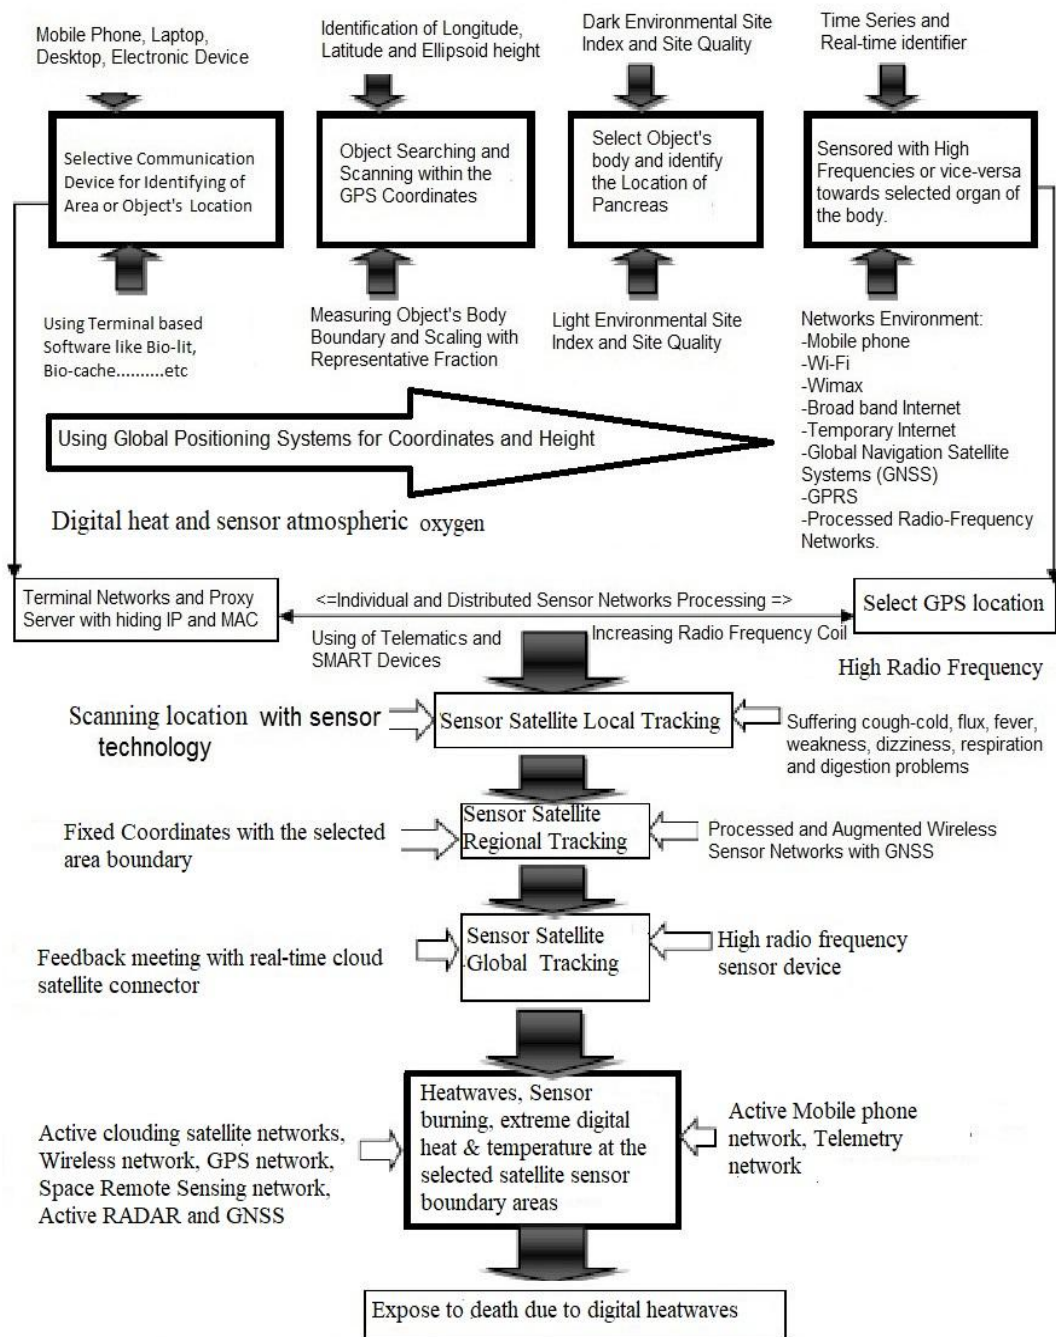 Mobile Phone, Laptop,
Desktop, Electronic Device
Identification of Longitude,
Latitude and Ellipsoid height
Dark Environmental Site
Index and Site Quality
Time Series and
Real-time identifier
Selective Communication
Device for Identifying of
Area or Object's Location
Object Searching and
Scanning within the
GPS Coordinates
Select Object's
body and identify
the Location of
Pancreas
Sensored with High
Frequencies or vice-versa
towards selected organ of
the body.
Using Terminal based
Software like Bio-lit,
Bio-cache..........etc
Measuring Object's Body
Boundary and Scaling with
Representative Fraction
Light Environmental Site
Index and Site Quality
Networks Environment:
-Mobile phone
-Wi-Fi
-Wimax
-Broad band Internet
-Temporary Internet
-Global Navigation Satellite
Systems (GNSS)
-GPRS
-Processed Radio-Frequency
Networks.
Using Global Positioning Systems for Coordinates and Height
Digital heat and sensor atmospheric oxygen
Terminal Networks and Proxy
Server with hiding IP and MAC
<=Individual and Distributed Sensor Networks Processing =>
Select GPS location
Using of Telematics and
SMART Devices
Increasing Radio Frequency Coil
High Radio Frequency
Scanning location with sensor
technology
Sensor Satellite Local Tracking
Suffering cough-cold, flux, fever,
weakness, dizziness, respiration
and digestion problems
Fixed Coordinates with the selected
area boundary
Sensor Satellite
Regional Tracking
Processed and Augmented Wireless
Sensor Networks with GNSS
Feedback meeting with real-time cloud
satellite connector
Sensor Satellite
Global Tracking
High radio frequency
sensor device
Active clouding satellite networks,
Wireless network, GPS network,
Space Remote Sensing network,
Active RADAR and GNSS
Heatwaves, Sensor
burning, extreme digital
heat & temperature at the
selected satellite sensor
boundary areas
Active Mobile phone
network, Telemetry
network
Expose to death due to digital heatwaves